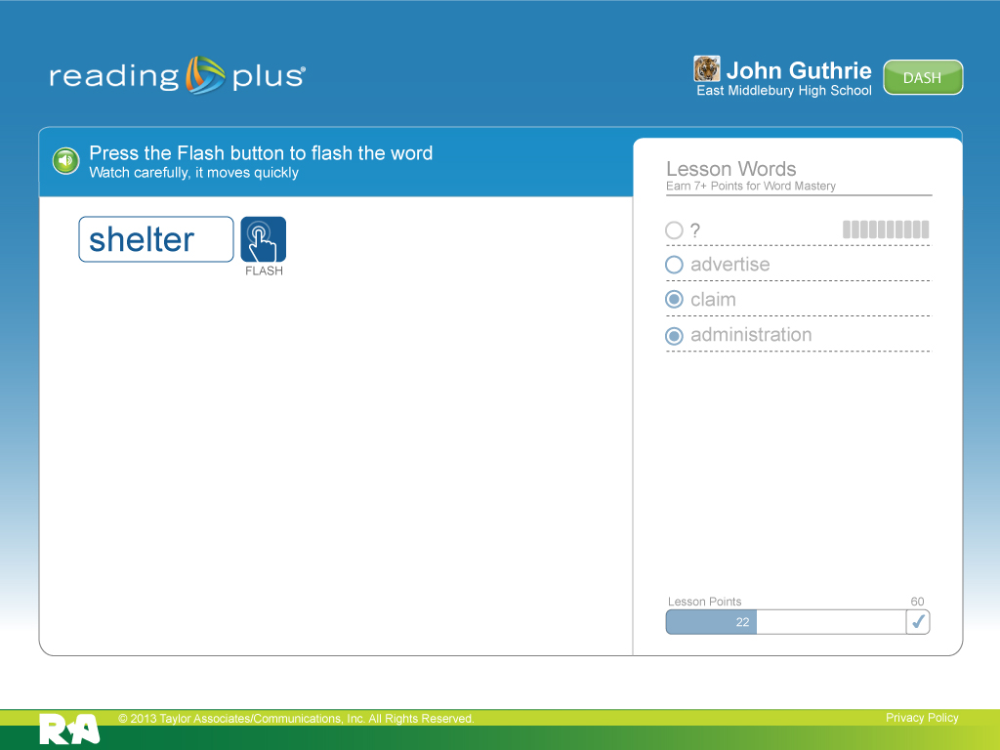 reading plus®
John Guthrie
East Middlebury High School
DASH
Press the Flash button to flash the word
Watch carefully, it moves quickly
shelter
FLASH
Lesson Words
Earn 7+ Points for Word Mastery
?
advertise
claim
administration
Lesson Points 60
22
RA
© 2013 Taylor Associates/Communications, Inc. All Rights Reserved.
Privacy Policy